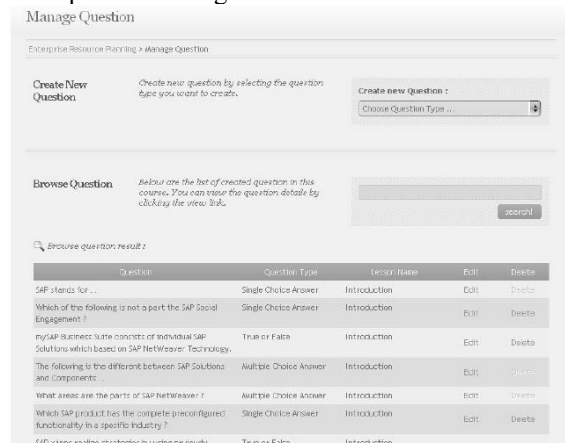 Manage Question
Enterprise Resource Planning > Manage Question
Create New
Question
Create new question by selecting the question
type you want to create.
Create new Question :
Choose Question Type ...
Browse Question
Below are the list of created question in this
course. You can view the question details by
clicking the view link.
search!
Browse question result :
Question Question Type Lesson Name Edit Delete
SAP stands for ... Single Choice Answer Introduction Edit Delete
Which of the following is not a part the SAP Social
Engagement ? Single Choice Answer Introduction Edit Delete
mySAP Business Suite consists of individual SAP
Solutions which based on SAP NetWeaver Technology. True or False Introduction Edit Delete
The following is the different between SAP Solutions
and Components ... Multiple Choice Answer Introduction Edit Delete
What areas are the parts of SAP NetWeaver ? Multiple Choice Answer Introduction Edit Delete
Which SAP product has the complete preconfigured
functionality in a specific industry ? Single Choice Answer Introduction Edit Delete
True or False Introduction